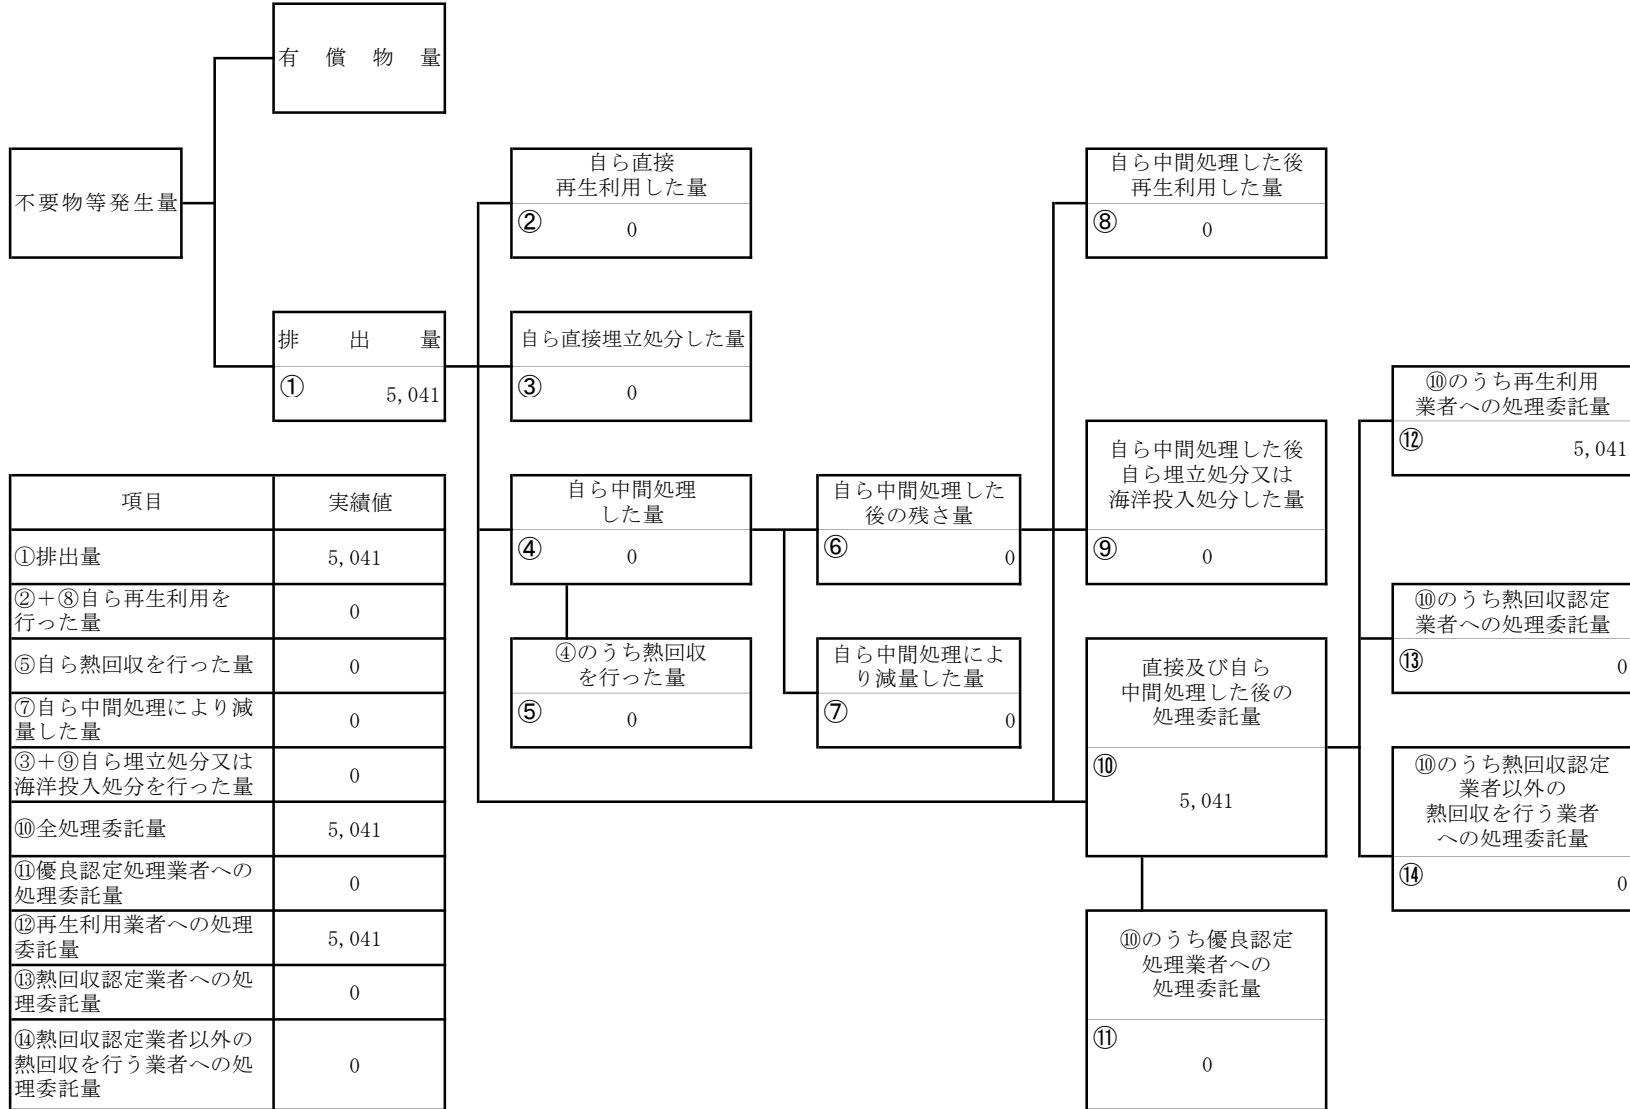 有償物量
不要物等発生量
自ら直接
再生利用した量
②
0
自ら中間処理した後
再生利用した量
⑧
0
排出量
①
5,041
自ら直接埋立処分した量
③
0
⑩のうち再生利用
業者への処理委託量
⑫
5,041
自ら中間処理
した量
④
0
自ら中間処理した
後の残さ量
⑥
0
自ら中間処理した後
自ら埋立処分又は
海洋投入処分した量
⑨
0
⑩のうち熱回収認定
業者への処理委託量
⑬
0
④のうち熱回収
を行った量
⑤
0
自ら中間処理によ
り減量した量
⑦
0
直接及び自ら
中間処理した後の
処理委託量
⑩
5,041
⑩のうち熱回収認定
業者以外の
熱回収を行う業者
への処理委託量
⑭
0
⑩のうち優良認定
処理業者への
処理委託量
⑪
0
項目 実績値
①排出量 5,041
②+⑧自ら再生利用を
行った量
0
⑤自ら熱回収を行った量 0
⑦自ら中間処理により減
量した量
0
③+⑨自ら埋立処分又は
海洋投入処分を行った量
0
⑩全処理委託量 5,041
⑪優良認定処理業者への
処理委託量
0
⑫再生利用業者への処理
委託量
5,041
⑬熱回収認定業者への処
理委託量
0
⑭熱回収認定業者以外の
熱回収を行う業者への処
理委託量
0